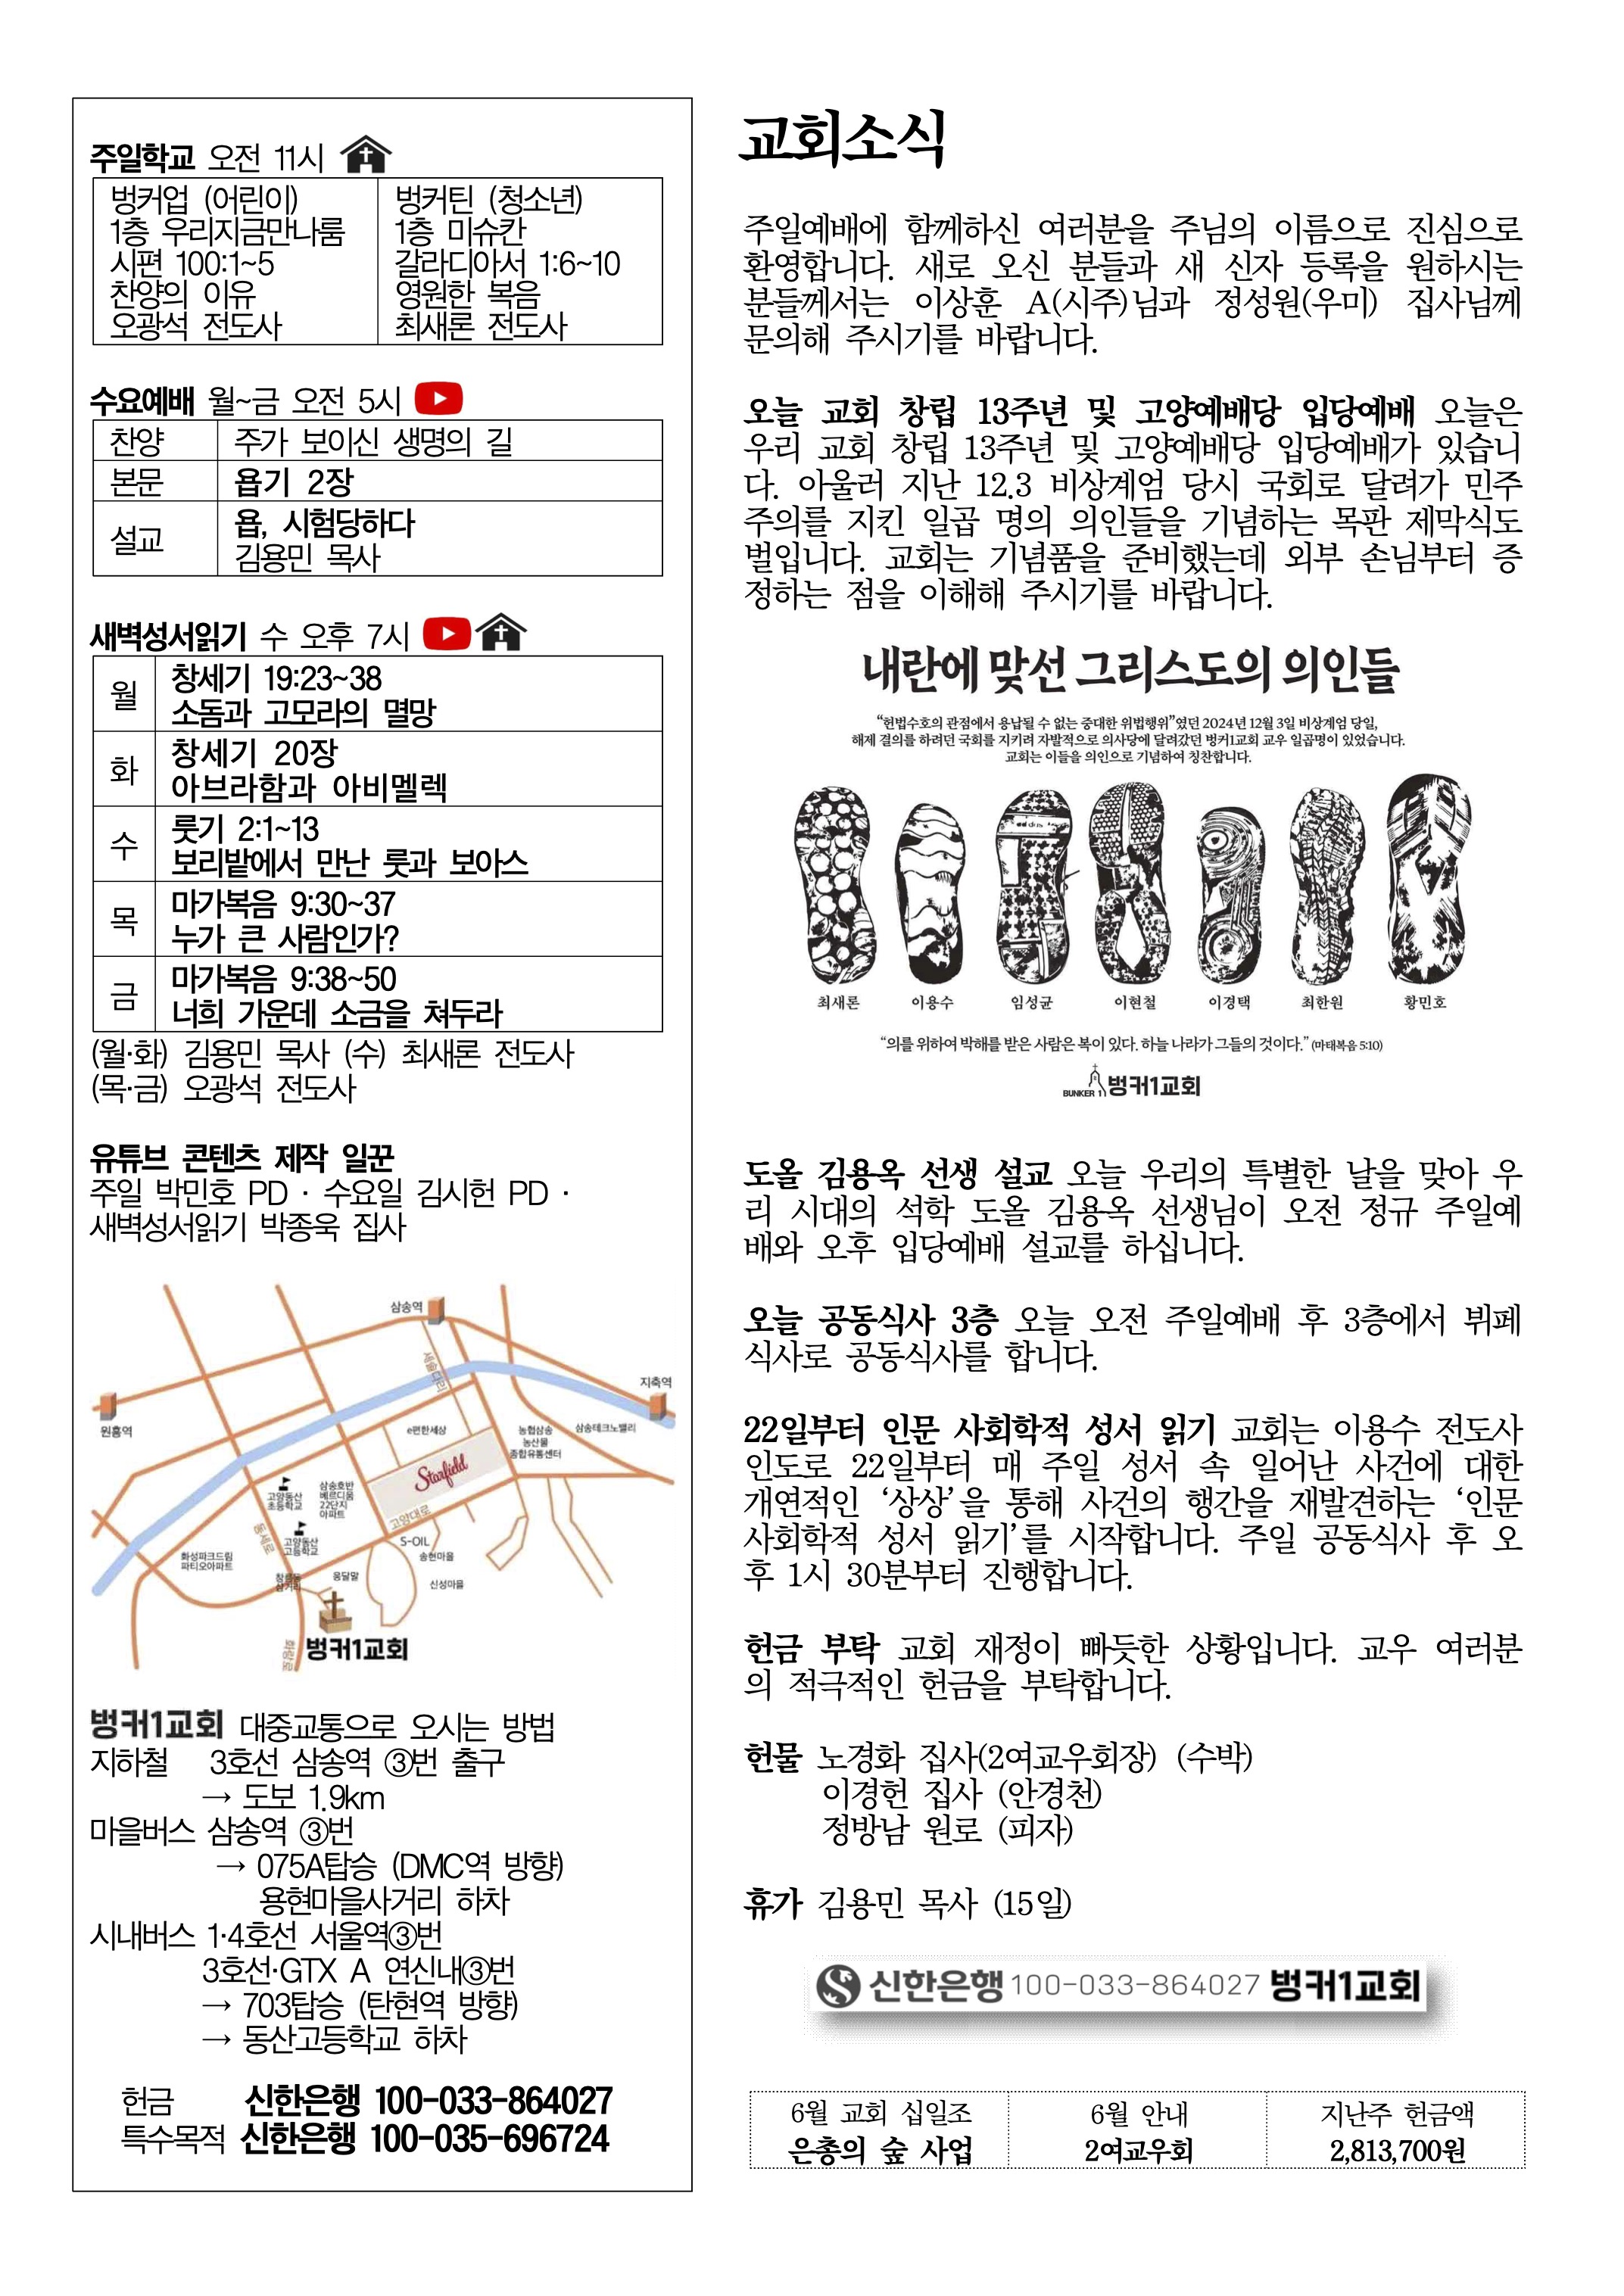 주일학교 오전 11시
벙커업 (어린이)
1층 우리지금만나룸
시편 100:1~5
찬양의 이유
오광석 전도사
벙커틴 (청소년)
1층 미슈칸
갈라디아서 1:6~10
영원한 복음
최새론 전도사
수요예배 월~금 오전 5시
찬양 주가 보이신 생명의 길
본문 욥기 2장
설교 욥, 시험당하다
김용민 목사
새벽성서읽기 수 오후 7시
월 창세기 19:23~38
소돔과 고모라의 멸망
화 창세기 20장
아브라함과 아비멜렉
수 룻기 2:1~13
보리밭에서 만난 룻과 보아스
목 마가복음 9:30~37
누가 큰 사람인가?
금 마가복음 9:38~50
너희 가운데 소금을 쳐두라
(월·화) 김용민 목사 (수) 최새론 전도사
(목·금) 오광석 전도사
유튜브 콘텐츠 제작 일꾼
주일 박민호 PD · 수요일 김시헌 PD ·
새벽성서읽기 박종욱 집사
삼송역
세솔다리
지축역
원흥역
e편한세상
농협삼송
농산물
종합유통센터
삼송테크노밸리
Starfield
고양동산
초등학교
삼송호반
베르디움
22단지
아파트
고양대로
동세로
고양동산
고등학교
S-OIL
송현마을
화성파크드림
파티오아파트
창릉동
삼거리
응달말
신성마을
화랑로
벙커1교회
벙커1교회 대중교통으로 오시는 방법
지하철 3호선 삼송역 ③번 출구
→ 도보 1.9km
마을버스 삼송역 ③번
→ 075A탑승 (DMC역 방향)
용현마을사거리 하차
시내버스 1·4호선 서울역③번
3호선·GTX A 연신내③번
→ 703탑승 (탄현역 방향)
→ 동산고등학교 하차
헌금 신한은행 100-033-864027
특수목적 신한은행 100-035-696724
교회소식
주일예배에 함께하신 여러분을 주님의 이름으로 진심으로
환영합니다. 새로 오신 분들과 새 신자 등록을 원하시는
분들께서는 이상훈 A(시주)님과 정성원(우미) 집사님께
문의해 주시기를 바랍니다.
오늘 교회 창립 13주년 및 고양예배당 입당예배 오늘은
우리 교회 창립 13주년 및 고양예배당 입당예배가 있습니
다. 아울러 지난 12.3 비상계엄 당시 국회로 달려가 민주
주의를 지킨 일곱 명의 의인들을 기념하는 목판 제막식도
벌입니다. 교회는 기념품을 준비했는데 외부 손님부터 증
정하는 점을 이해해 주시기를 바랍니다.
내란에 맞선 그리스도의 의인들
“헌법수호의 관점에서 용납될 수 없는 중대한 위법행위”였던 2024년 12월 3일 비상계엄 당일,
해제 결의를 하려던 국회를 지키려 자발적으로 의사당에 달려갔던 벙커1교회 교우 일곱명이 있었습니다.
교회는 이들을 의인으로 기념하여 칭찬합니다.
최새론 이용수 임성균 이현철 이경택 최한원 황민호
“의를 위하여 박해를 받은 사람은 복이 있다. 하늘 나라가 그들의 것이다.” (마태복음 5:10)
BUNKER 1 벙커1교회
도올 김용옥 선생 설교 오늘 우리의 특별한 날을 맞아 우
리 시대의 석학 도올 김용옥 선생님이 오전 정규 주일예
배와 오후 입당예배 설교를 하십니다.
오늘 공동식사 3층 오늘 오전 주일예배 후 3층에서 뷔페
식사로 공동식사를 합니다.
22일부터 인문 사회학적 성서 읽기 교회는 이용수 전도사
인도로 22일부터 매 주일 성서 속 일어난 사건에 대한
개연적인 ‘상상’을 통해 사건의 행간을 재발견하는 ‘인문
사회학적 성서 읽기’를 시작합니다. 주일 공동식사 후 오
후 1시 30분부터 진행합니다.
헌금 부탁 교회 재정이 빠듯한 상황입니다. 교우 여러분
의 적극적인 헌금을 부탁합니다.
헌물 노경화 집사(2여교우회장) (수박)
이경헌 집사 (안경천)
정방남 원로 (피자)
휴가 김용민 목사 (15일)
신한은행 100-033-864027 벙커1교회
6월 교회 십일조
은총의 숲 사업
6월 안내
2여교우회
지난주 헌금액
2,813,700원